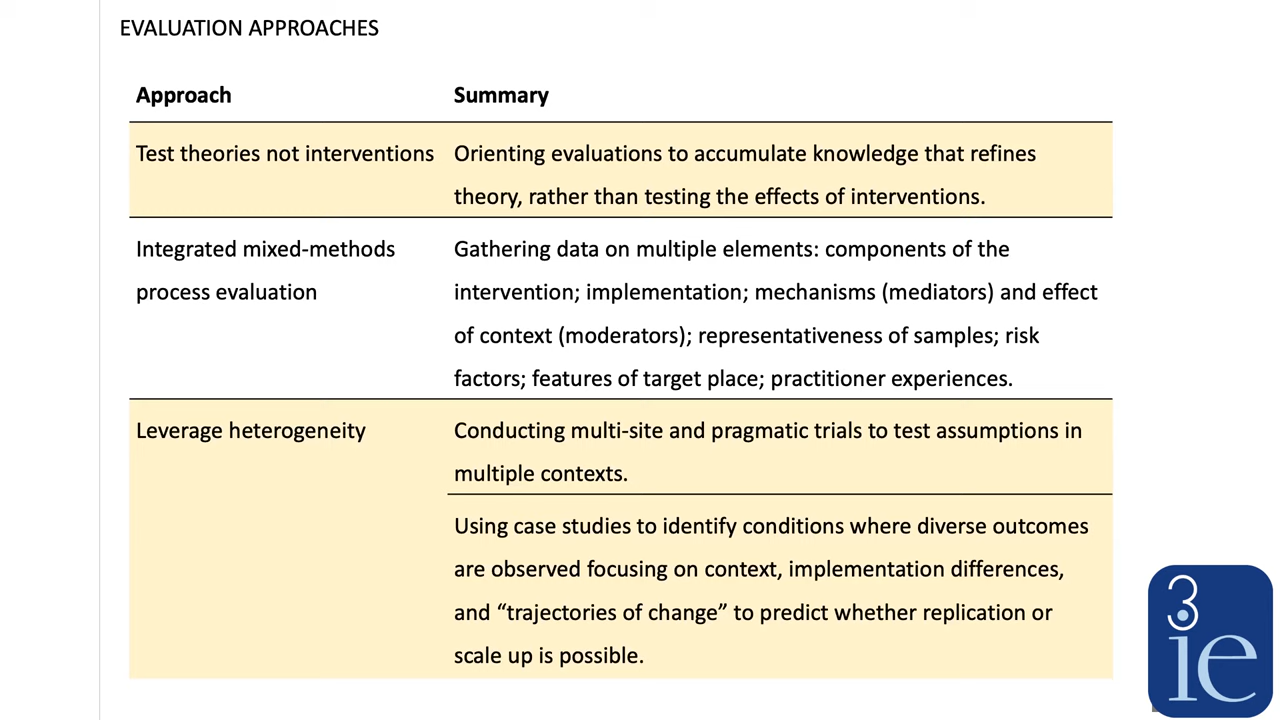 EVALUATION APPROACHES
Approach Summary
Test theories not interventions Orienting evaluations to accumulate knowledge that refines
theory, rather than testing the effects of interventions.
Integrated mixed-methods Gathering data on multiple elements: components of the
process evaluation intervention; implementation; mechanisms (mediators) and effect
of context (moderators); representativeness of samples; risk
factors; features of target place; practitioner experiences.
Leverage heterogeneity Conducting multi-site and pragmatic trials to test assumptions in
multiple contexts.
Using case studies to identify conditions where diverse outcomes
are observed focusing on context, implementation differences,
and “trajectories of change” to predict whether replication or
scale up is possible.
3
ie